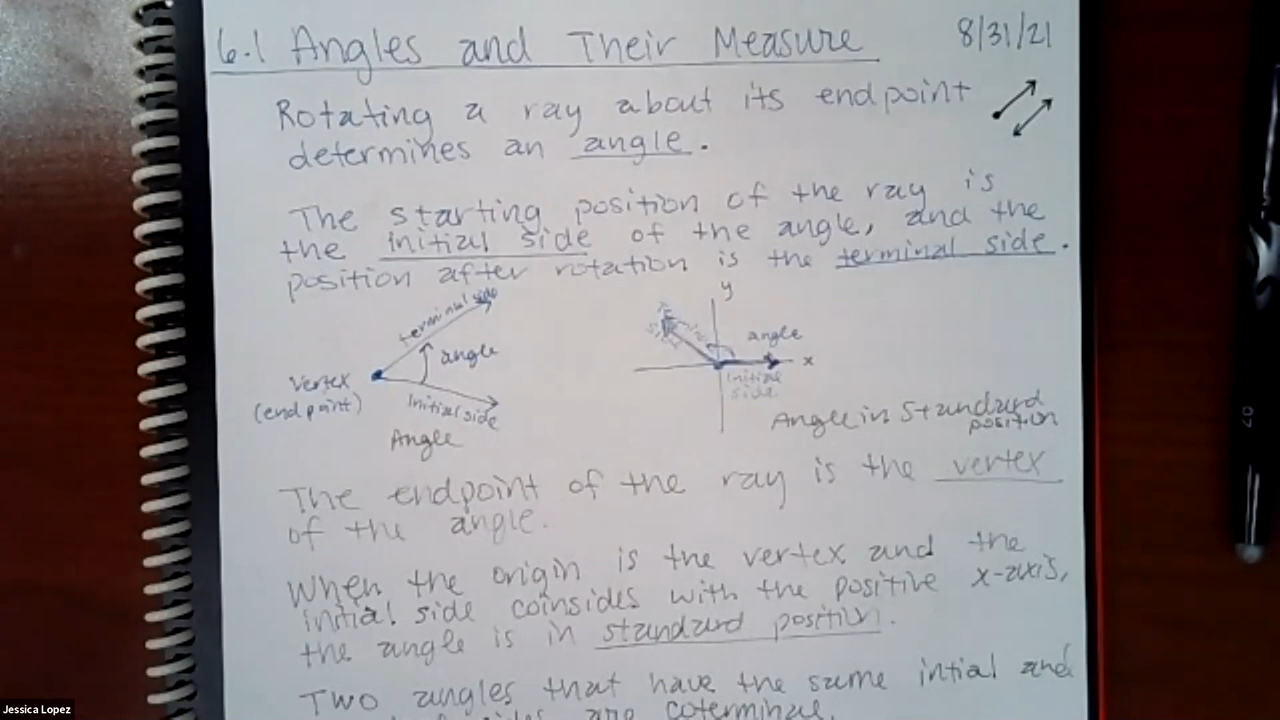 6.1 Angles and Their Measure 8/31/21
Rotating a ray about its endpoint
determines an angle.
The starting position of the ray is
the initial side of the angle, and the
position after rotation is the terminal side.
terminal side
angle
Vertex
(endpoint)
Initial side
Angle
y
angle
x
Initial
side
Angle in Standard
position
The endpoint of the ray is the vertex
of the angle.
When the origin is the vertex and the
initial side coinsides with the positive x-axis,
the angle is in standard position.
Two angles that have the same intial and
are coterminal.
Jessica Lopez